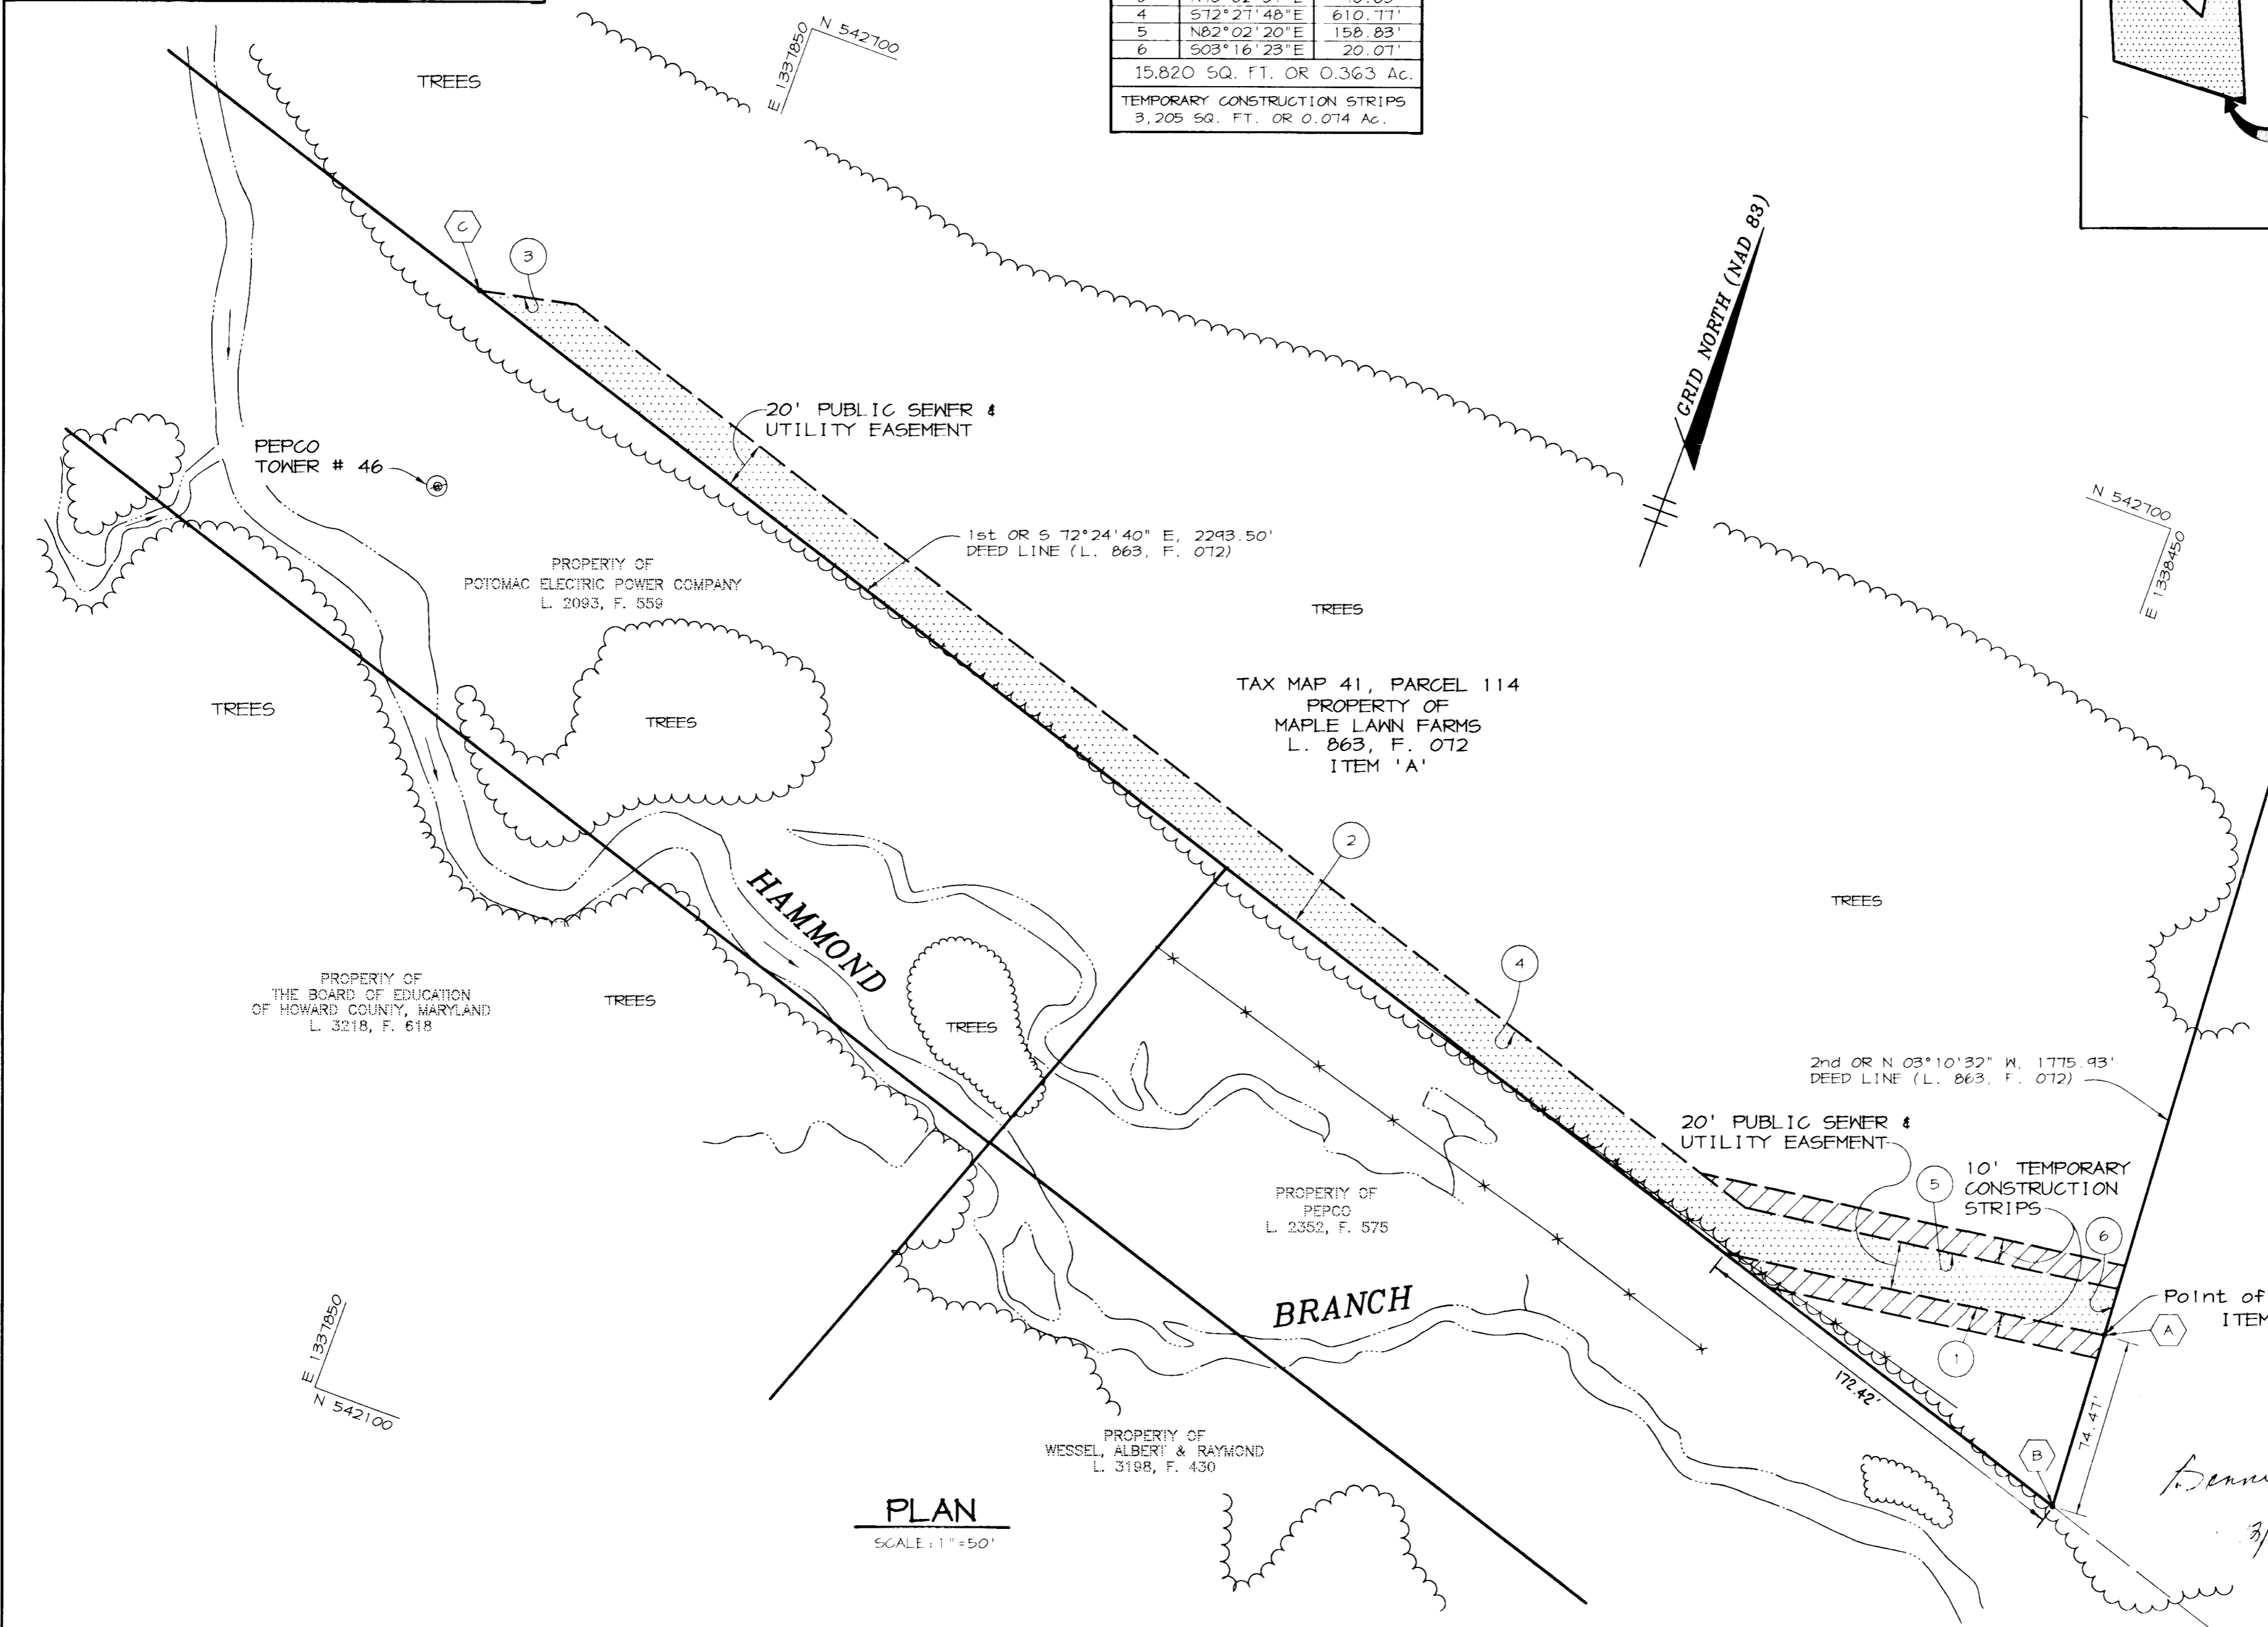 4 S72°27'48"E 610.77'
5 N82°02'20"E 158.83'
6 S03°16'23"E 20.07'
15,820 SQ. FT. OR 0.363 Ac.
TEMPORARY CONSTRUCTION STRIPS
3,205 SQ. FT. OR 0.074 Ac.
N 542700
E 1337850
TREES
GRID NORTH (NAD 83)
C
3
20' PUBLIC SEWER &
UTILITY EASEMENT
PEPCO
TOWER # 46
1st OR S 72°24'40" E, 2293.50'
DEED LINE (L. 863, F. 072)
N 542700
E 1338450
PROPERTY OF
POTOMAC ELECTRIC POWER COMPANY
L. 2093, F. 559
TREES
TREES
TREES
TAX MAP 41, PARCEL 114
PROPERTY OF
MAPLE LAWN FARMS
L. 863, F. 072
ITEM 'A'
2
HAMMOND
TREES
4
PROPERTY OF
THE BOARD OF EDUCATION
OF HOWARD COUNTY, MARYLAND
L. 3218, F. 618
TREES
TREES
2nd OR N 03°10'32" W, 1775.93'
DEED LINE (L. 863, F. 072)
20' PUBLIC SEWER &
UTILITY EASEMENT
5
10' TEMPORARY
CONSTRUCTION
STRIPS
6
PROPERTY OF
PEPCO
L. 2352, F. 575
BRANCH
Point of
ITEM
A
1
172.42'
74.47'
E 1337850
N 542100
PROPERTY OF
WESSEL, ALBERT & RAYMOND
L. 3198, F. 430
B
PLAN
SCALE: 1"=50'